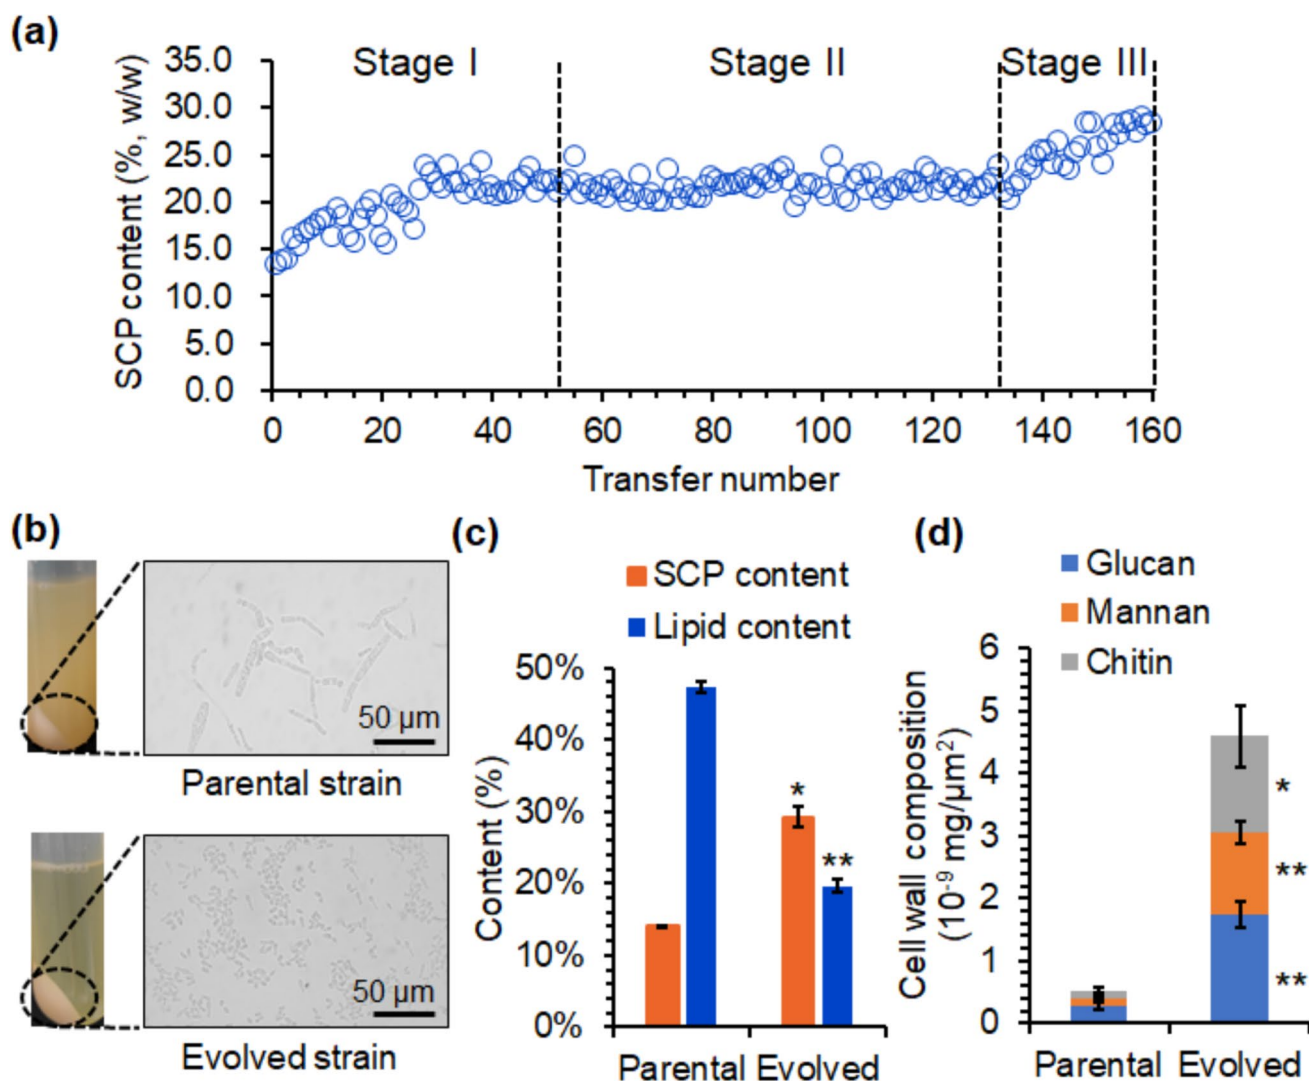 (a)
Stage I Stage II Stage III
SCP content (%, w/w)
35.0
30.0
25.0
20.0
15.0
10.0
5.0
0.0
0 20 40 60 80 100 120 140 160
Transfer number
(b)
50 µm
Parental strain
50 µm
Evolved strain
(c)
SCP content
Lipid content
Content (%)
50%
40%
30%
20%
10%
0%
*
**
Parental Evolved
(d)
Glucan
Mannan
Chitin
Cell wall composition
(10⁻⁹ mg/µm²)
6
5
4
3
2
1
0
*
**
**
Parental Evolved